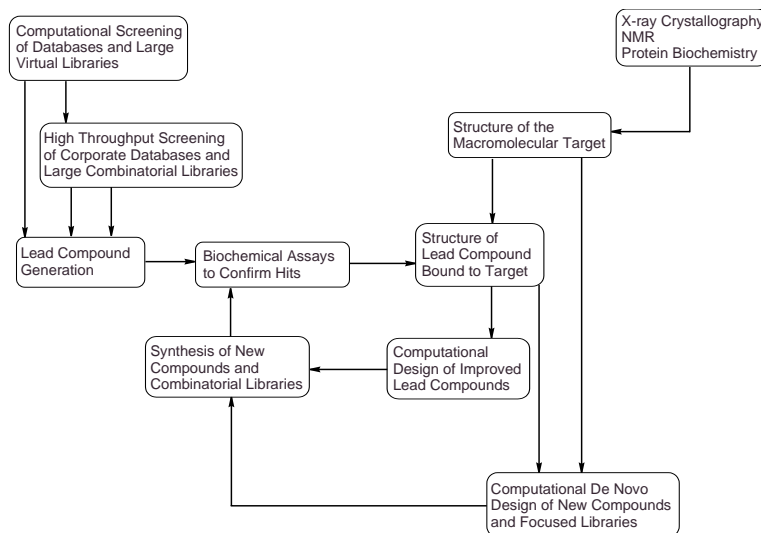 Computational Screening
of Databases and Large
Virtual Libraries
X-ray Crystallography
NMR
Protein Biochemistry
High Throughput Screening
of Corporate Databases and
Large Combinatorial Libraries
Structure of the
Macromolecular Target
Lead Compound
Generation
Biochemical Assays
to Confirm Hits
Structure of
Lead Compound
Bound to Target
Synthesis of New
Compounds and
Combinatorial Libraries
Computational
Design of Improved
Lead Compounds
Computational De Novo
Design of New Compounds
and Focused Libraries